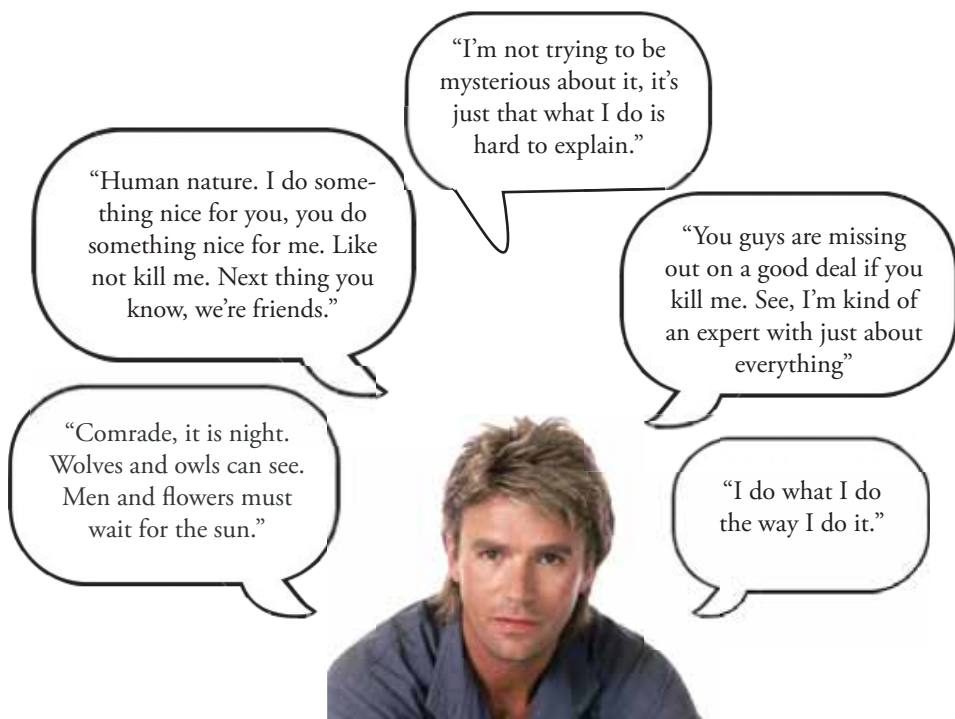 “I’m not trying to be
mysterious about it, it’s
just that what I do is
hard to explain.”
“Human nature. I do some-
thing nice for you, you do
something nice for me. Like
not kill me. Next thing you
know, we’re friends.”
“You guys are missing
out on a good deal if you
kill me. See, I’m kind of
an expert with just about
everything”
“Comrade, it is night.
Wolves and owls can see.
Men and flowers must
wait for the sun.”
“I do what I do
the way I do it.”